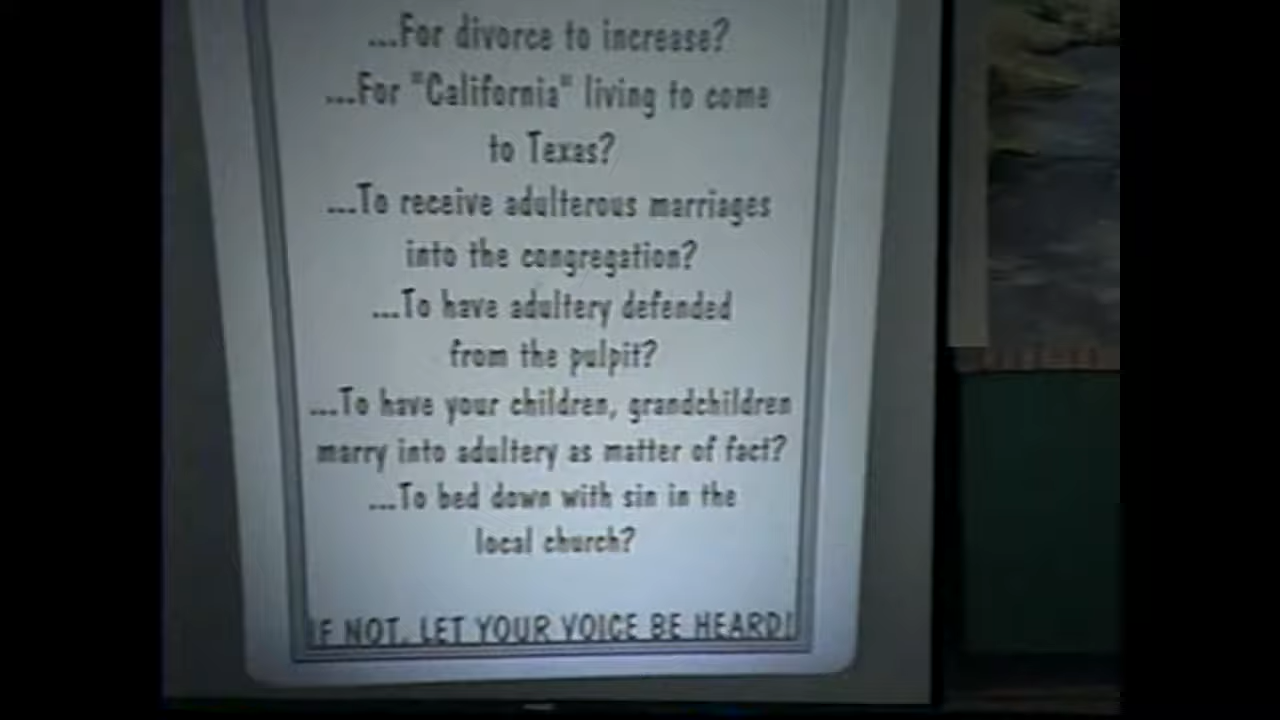 ...For divorce to increase?
...For "California" living to come
to Texas?
...To receive adulterous marriages
into the congregation?
...To have adultery defended
from the pulpit?
...To have your children, grandchildren
marry into adultery as matter of fact?
...To bed down with sin in the
local church?
IF NOT, LET YOUR VOICE BE HEARD!